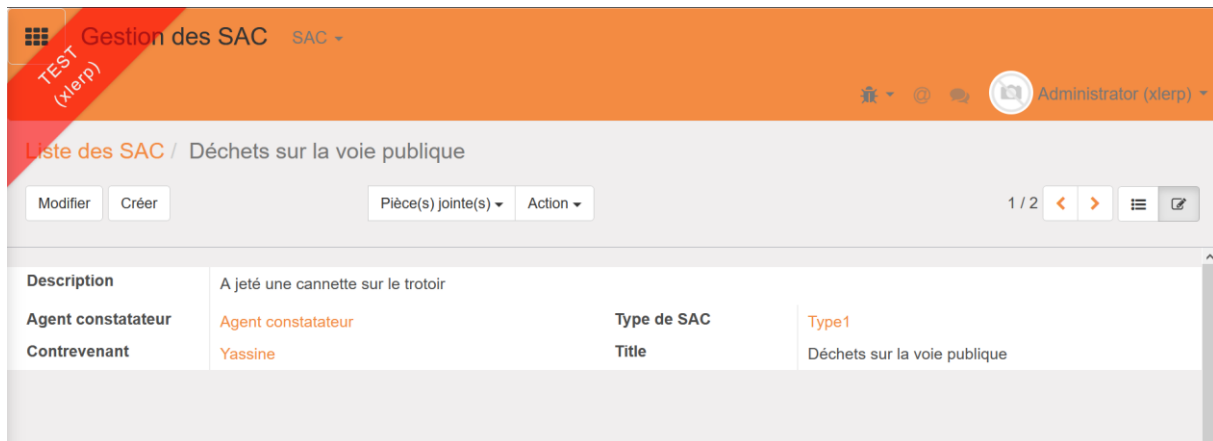 Gestion des SAC SAC
TEST
(xlerp)
@ Administrator (xlerp)
Liste des SAC / Déchets sur la voie publique
Modifier Créer Pièce(s) jointe(s) Action 1 / 2
Description A jeté une cannette sur le trotoir
Agent constatateur Agent constatateur Type de SAC Type1
Contrevenant Yassine Title Déchets sur la voie publique